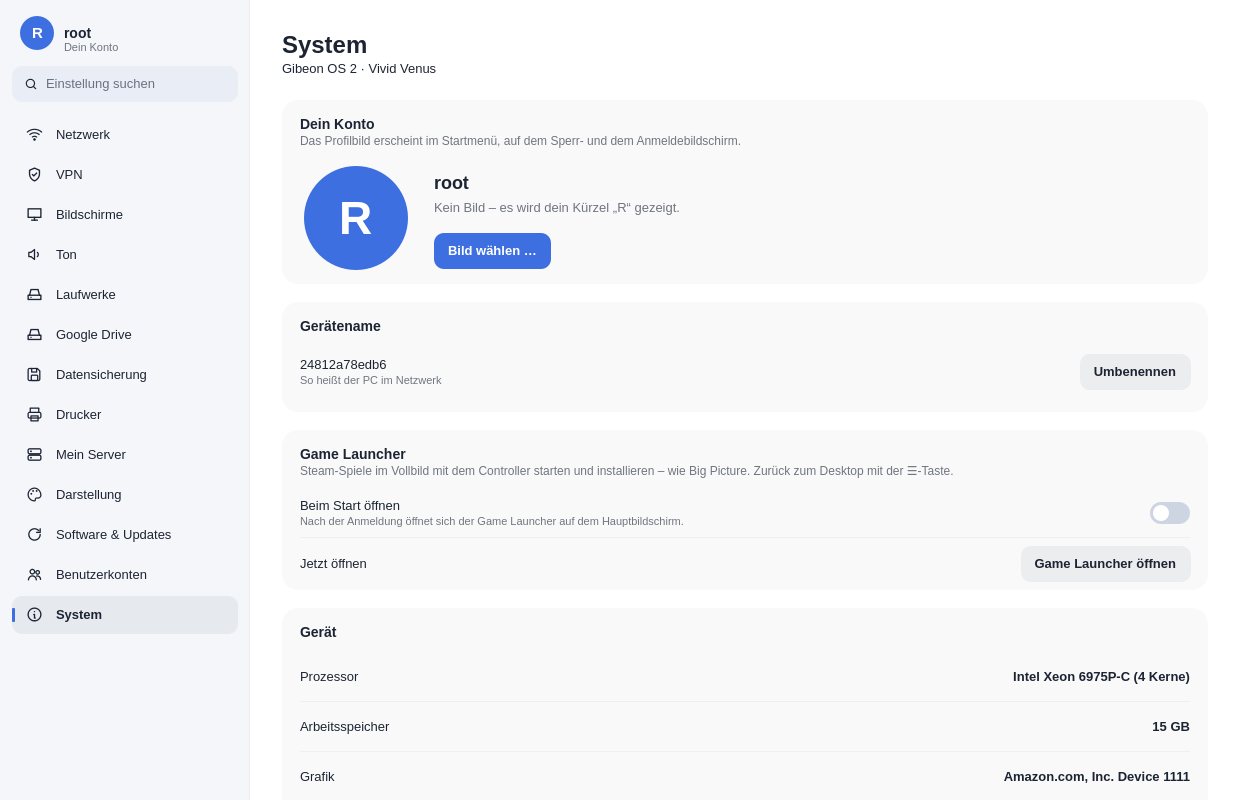 R
root
Dein Konto
Einstellung suchen
Netzwerk
VPN
Bildschirme
Ton
Laufwerke
Google Drive
Datensicherung
Drucker
Mein Server
Darstellung
Software & Updates
Benutzerkonten
System
System
Gibeon OS 2 · Vivid Venus
Dein Konto
Das Profilbild erscheint im Startmenü, auf dem Sperr- und dem Anmeldebildschirm.
R
root
Kein Bild – es wird dein Kürzel „R“ gezeigt.
Bild wählen …
Gerätename
24812a78edb6
So heißt der PC im Netzwerk
Umbenennen
Game Launcher
Steam-Spiele im Vollbild mit dem Controller starten und installieren – wie Big Picture. Zurück zum Desktop mit der ☰-Taste.
Beim Start öffnen
Nach der Anmeldung öffnet sich der Game Launcher auf dem Hauptbildschirm.
Jetzt öffnen
Game Launcher öffnen
Gerät
Prozessor
Intel Xeon 6975P-C (4 Kerne)
Arbeitsspeicher
15 GB
Grafik
Amazon.com, Inc. Device 1111